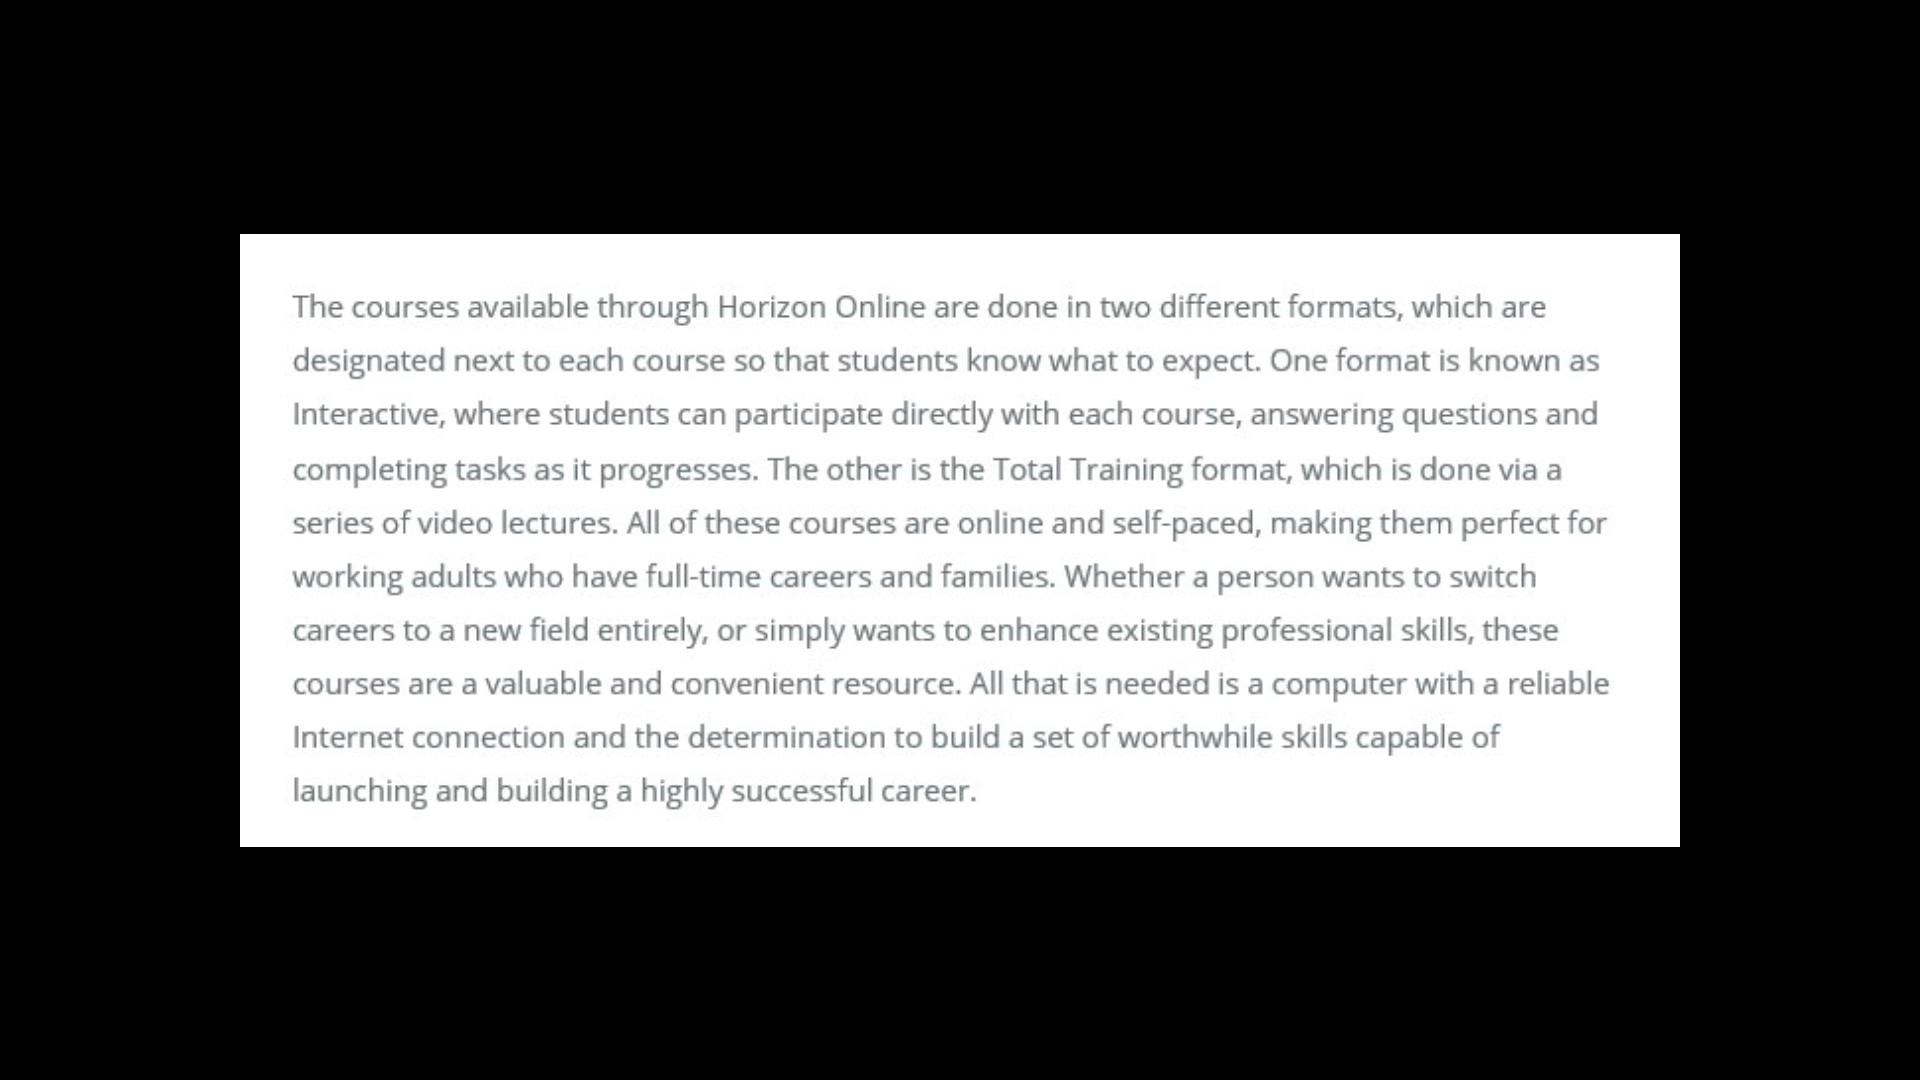 The courses available through Horizon Online are done in two different formats, which are
designated next to each course so that students know what to expect. One format is known as
Interactive, where students can participate directly with each course, answering questions and
completing tasks as it progresses. The other is the Total Training format, which is done via a
series of video lectures. All of these courses are online and self-paced, making them perfect for
working adults who have full-time careers and families. Whether a person wants to switch
careers to a new field entirely, or simply wants to enhance existing professional skills, these
courses are a valuable and convenient resource. All that is needed is a computer with a reliable
Internet connection and the determination to build a set of worthwhile skills capable of
launching and building a highly successful career.